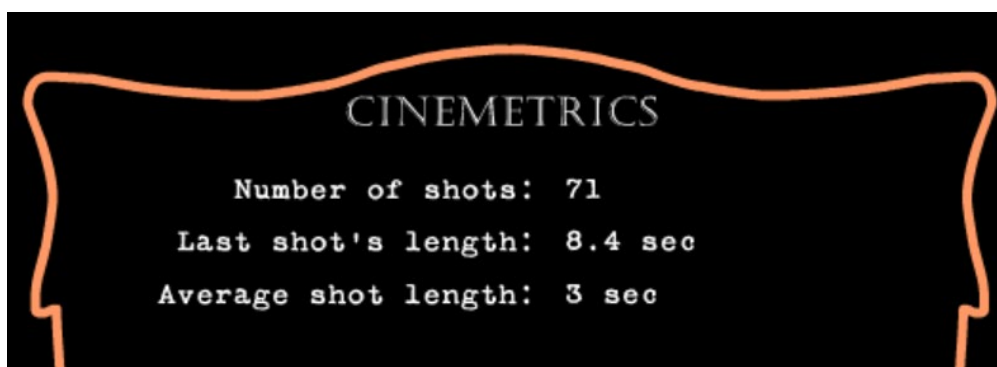 CINEMETRICS
Number of shots: 71
Last shot's length: 8.4 sec
Average shot length: 3 sec